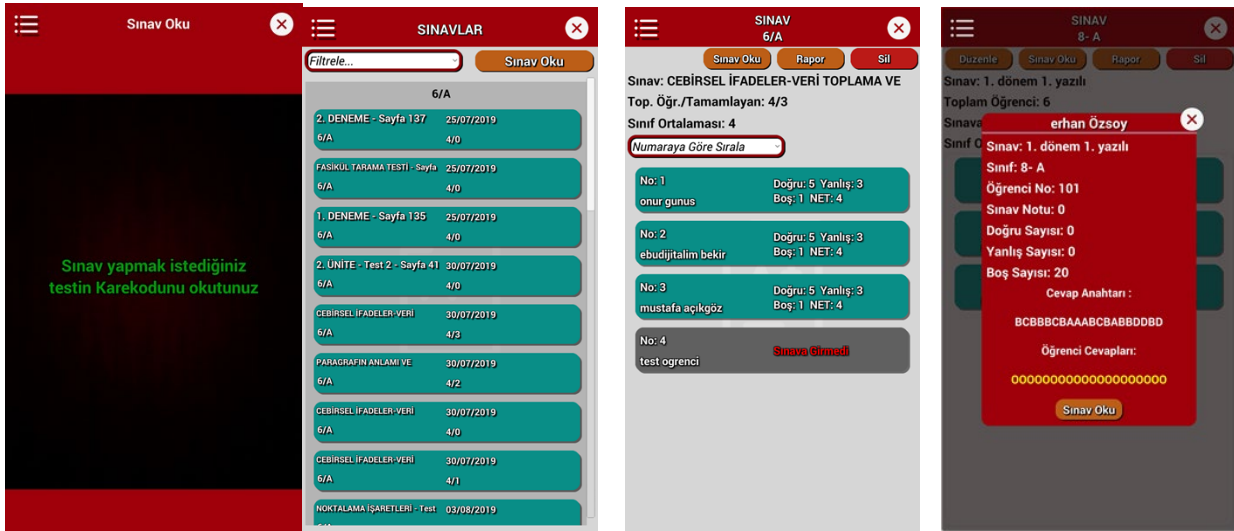 Sınav Oku
Sınav yapmak istediğiniz
testin Karekodunu okutunuz
SINAVLAR
Filtrele...
Sınav Oku
6/A
2. DENEME - Sayfa 137 25/07/2019
6/A 4/0
FASİKÜL TARAMA TESTİ - Sayfa 25/07/2019
6/A 4/0
1. DENEME - Sayfa 135 25/07/2019
6/A 4/0
2. ÜNİTE - Test 2 - Sayfa 41 30/07/2019
6/A 4/0
CEBİRSEL İFADELER-VERİ 30/07/2019
6/A 4/3
PARAGRAFIN ANLAMI VE 30/07/2019
6/A 4/2
CEBİRSEL İFADELER-VERİ 30/07/2019
6/A 4/0
CEBİRSEL İFADELER-VERİ 30/07/2019
6/A 4/1
NOKTALAMA İŞARETLERİ - Test 03/08/2019
SINAV
6/A
Sınav Oku Rapor Sil
Sınav: CEBİRSEL İFADELER-VERİ TOPLAMA VE
Top. Öğr./Tamamlayan: 4/3
Sınıf Ortalaması: 4
Numaraya Göre Sırala
No: 1 Doğru: 5 Yanlış: 3
onur gunus Boş: 1 NET: 4
No: 2 Doğru: 5 Yanlış: 3
ebudijitalim bekir Boş: 1 NET: 4
No: 3 Doğru: 5 Yanlış: 3
mustafa açıkgöz Boş: 1 NET: 4
No: 4 Sınava Girmedi
test ogrenci
SINAV
8- A
Düzenle Sınav Oku Rapor Sil
Sınav: 1. dönem 1. yazılı
Toplam Öğrenci: 6
Sınava
Sınıf O
erhan Özsoy
Sınav: 1. dönem 1. yazılı
Sınıf: 8- A
Öğrenci No: 101
Sınav Notu: 0
Doğru Sayısı: 0
Yanlış Sayısı: 0
Boş Sayısı: 20
Cevap Anahtarı :
BCBBBCBAAABCBABBDDBD
Öğrenci Cevapları:
OOOOOOOOOOOOOOOOOOOO
Sınav Oku